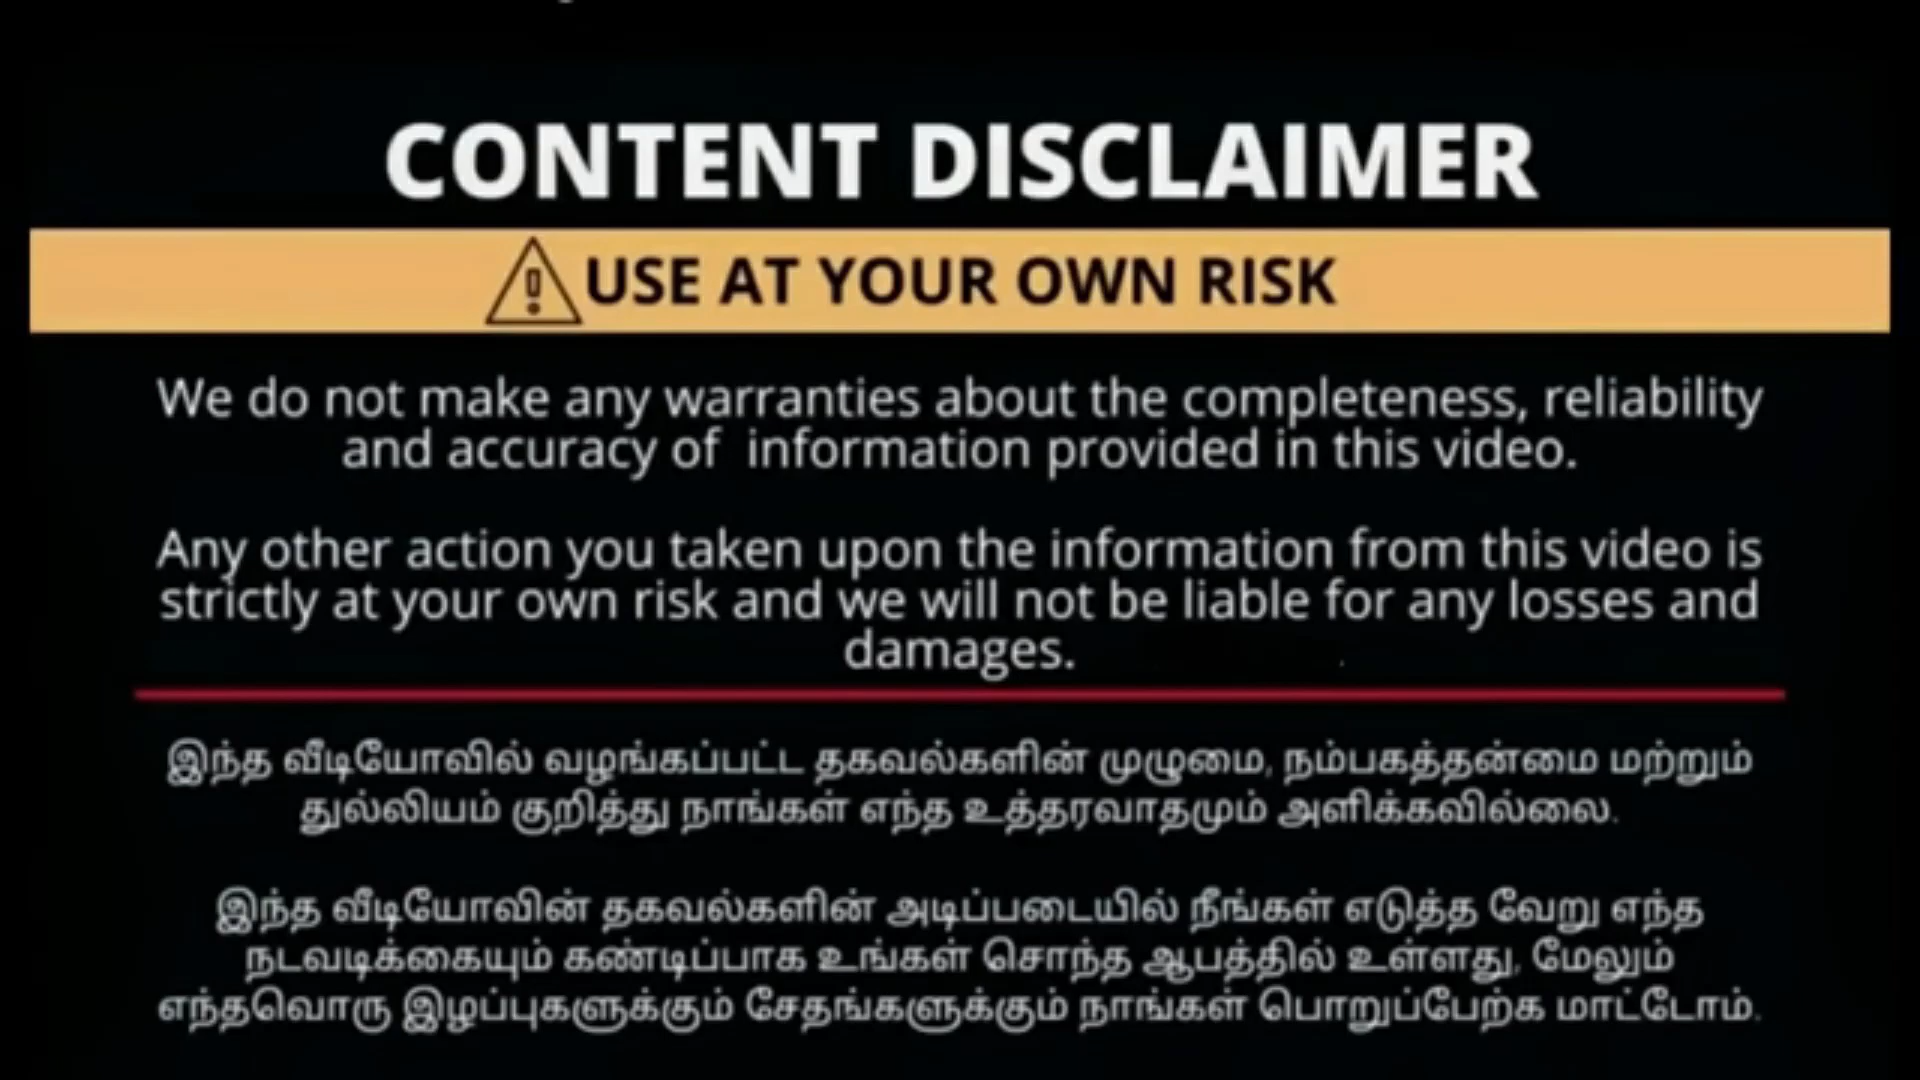 CONTENT DISCLAIMER
USE AT YOUR OWN RISK
We do not make any warranties about the completeness, reliability
and accuracy of information provided in this video.
Any other action you taken upon the information from this video is
strictly at your own risk and we will not be liable for any losses and
damages.
இந்த வீடியோவில் வழங்கப்பட்ட தகவல்களின் முழுமை, நம்பகத்தன்மை மற்றும்
துல்லியம் குறித்து நாங்கள் எந்த உத்தரவாதமும் அளிக்கவில்லை.
இந்த வீடியோவின் தகவல்களின் அடிப்படையில் நீங்கள் எடுத்த வேறு எந்த
நடவடிக்கையும் கண்டிப்பாக உங்கள் சொந்த ஆபத்தில் உள்ளது, மேலும்
எந்தவொரு இழப்புகளுக்கும் சேதங்களுக்கும் நாங்கள் பொறுப்பேற்க மாட்டோம்.